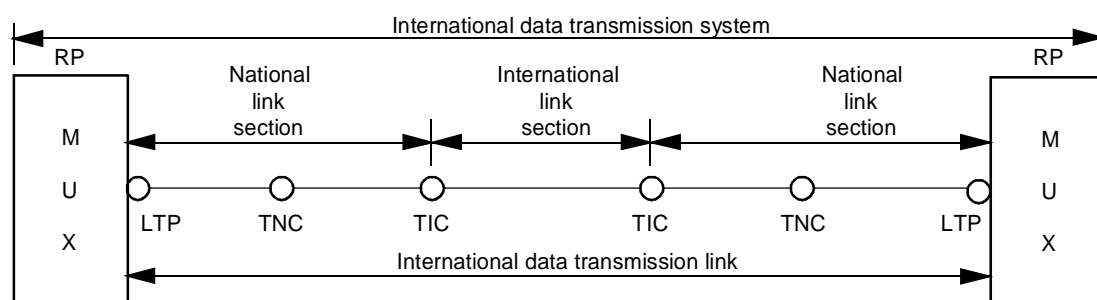 International data transmission system
RP
RP
National
link
section
International
link
section
National
link
section
M
U
X
M
U
X
LTP
TNC
TIC
TIC
TNC
LTP
International data transmission link